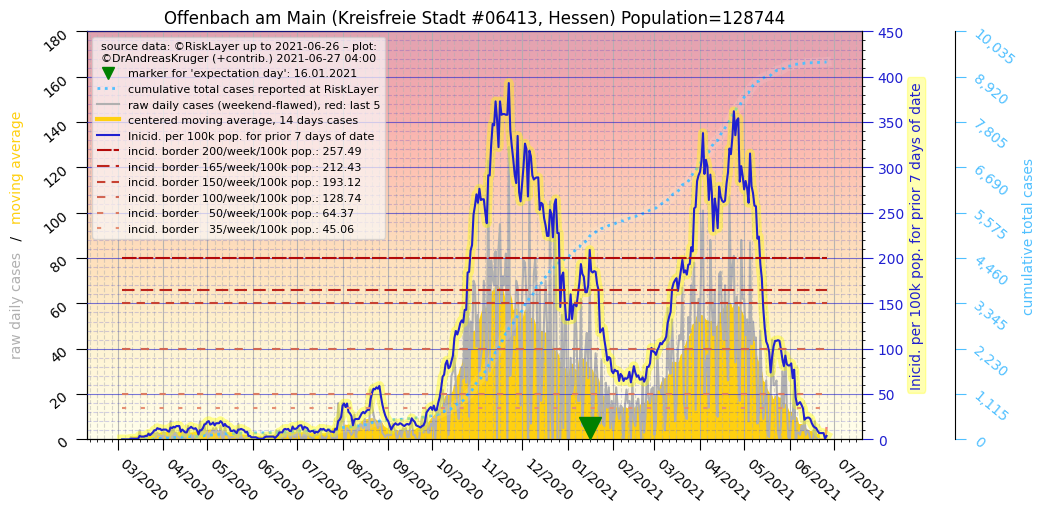 Offenbach am Main (Kreisfreie Stadt #06413, Hessen) Population=128744
source data: ©RiskLayer up to 2021-06-26 – plot:
©DrAndreasKruger (+contrib.) 2021-06-27 04:00
marker for 'expectation day': 16.01.2021
cumulative total cases reported at RiskLayer
raw daily cases (weekend-flawed), red: last 5
centered moving average, 14 days cases
Inicid. per 100k pop. for prior 7 days of date
incid. border 200/week/100k pop.: 257.49
incid. border 165/week/100k pop.: 212.43
incid. border 150/week/100k pop.: 193.12
incid. border 100/week/100k pop.: 128.74
incid. border   50/week/100k pop.: 64.37
incid. border   35/week/100k pop.: 45.06
raw daily cases   /   moving average
180
160
140
120
100
80
60
40
20
0
03/2020
04/2020
05/2020
06/2020
07/2020
08/2020
09/2020
10/2020
11/2020
12/2020
01/2021
02/2021
03/2021
04/2021
05/2021
06/2021
07/2021
450
400
350
300
250
200
150
100
50
0
Inicid. per 100k pop. for prior 7 days of date
10,035
8,920
7,805
6,690
5,575
4,460
3,345
2,230
1,115
0
cumulative total cases